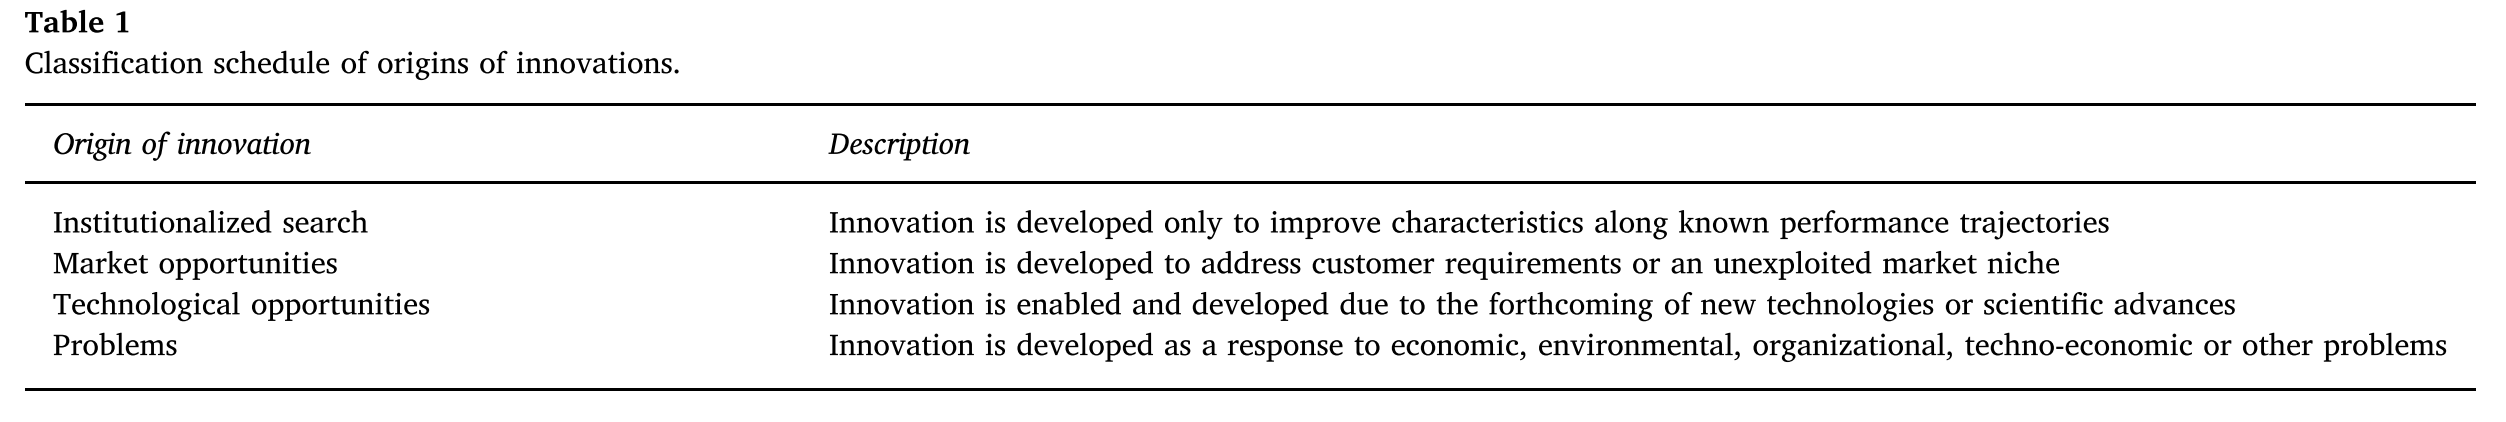 Table 1
Classification schedule of origins of innovations.
Origin of innovation Description
Institutionalized search Innovation is developed only to improve characteristics along known performance trajectories
Market opportunities Innovation is developed to address customer requirements or an unexploited market niche
Technological opportunities Innovation is enabled and developed due to the forthcoming of new technologies or scientific advances
Problems Innovation is developed as a response to economic, environmental, organizational, techno-economic or other problems